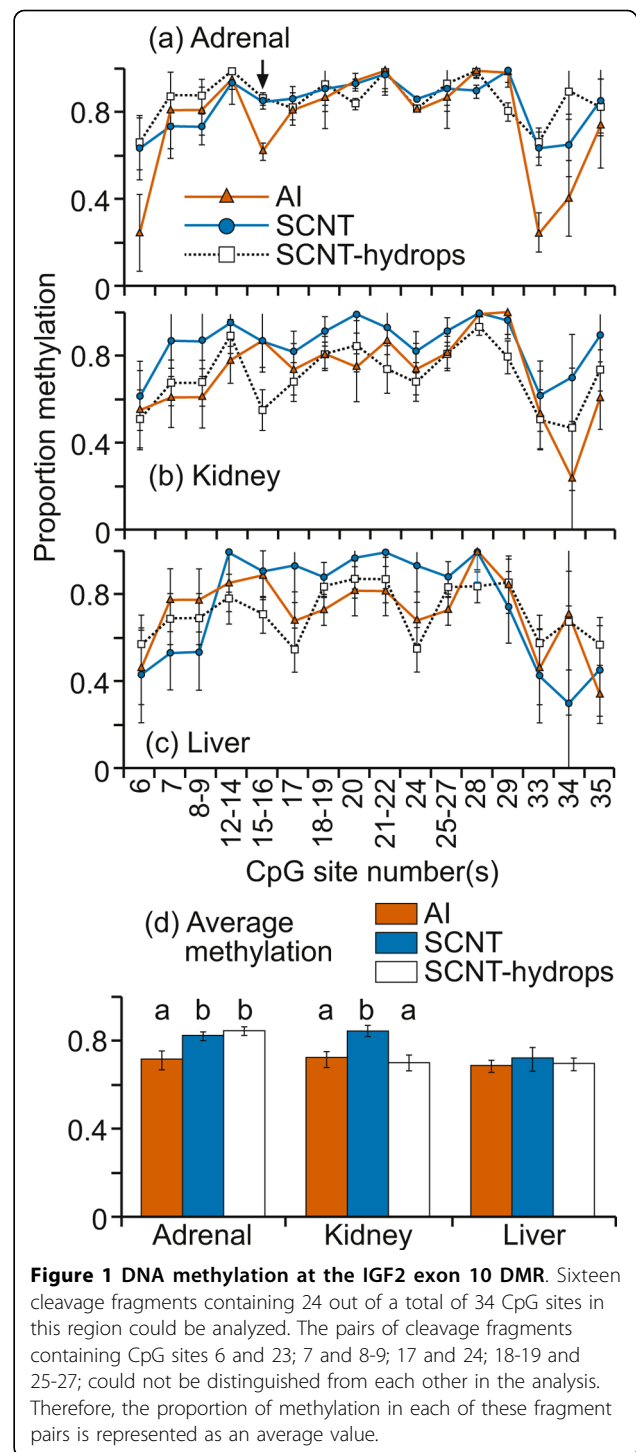 (a) Adrenal
0.8
0.4
0
AI
SCNT
SCNT-hydrops
Proportion methylation
0.8
0.4
0
(b) Kidney
0.8
0.4
0
(c) Liver
6
7
8-9
12-14
15-16
17
18-19
20
21-22
24
25-27
28
29
33
34
35
CpG site number(s)
(d) Average
methylation
AI
SCNT
SCNT-hydrops
a b b a b a
0.8
0.4
0
Adrenal Kidney Liver
Figure 1 DNA methylation at the IGF2 exon 10 DMR. Sixteen
cleavage fragments containing 24 out of a total of 34 CpG sites in
this region could be analyzed. The pairs of cleavage fragments
containing CpG sites 6 and 23; 7 and 8-9; 17 and 24; 18-19 and
25-27; could not be distinguished from each other in the analysis.
Therefore, the proportion of methylation in each of these fragment
pairs is represented as an average value.